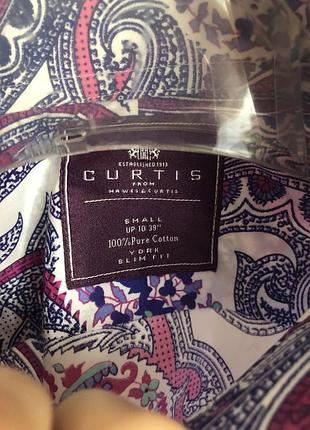 ESTABLISHED 1913
CURTIS
FROM
HAWES & CURTIS
SMALL
UP TO 39"
100% Pure Cotton
YORK
SLIM FIT